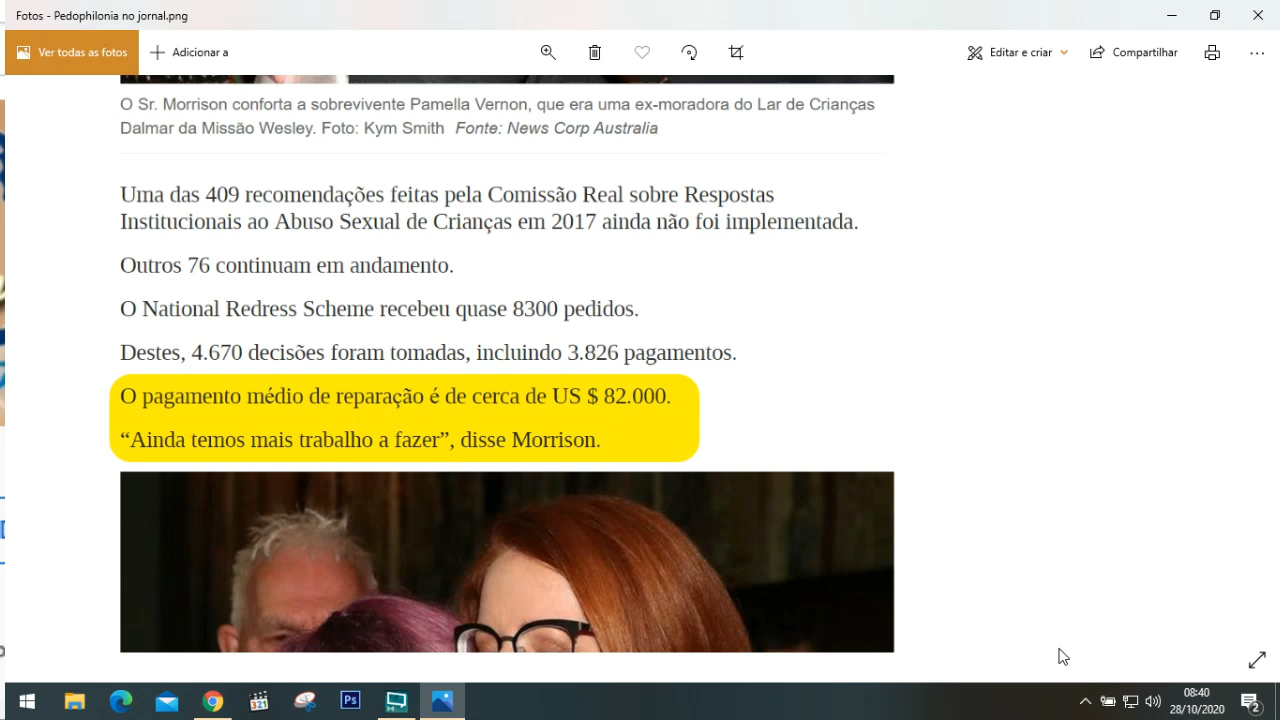 Fotos - Pedophilonia no jornal.png
Ver todas as fotos
Adicionar a
Editar e criar
Compartilhar
O Sr. Morrison conforta a sobrevivente Pamella Vernon, que era uma ex-moradora do Lar de Crianças
Dalmar da Missão Wesley. Foto: Kym Smith Fonte: News Corp Australia
Uma das 409 recomendações feitas pela Comissão Real sobre Respostas
Institucionais ao Abuso Sexual de Crianças em 2017 ainda não foi implementada.
Outros 76 continuam em andamento.
O National Redress Scheme recebeu quase 8300 pedidos.
Destes, 4.670 decisões foram tomadas, incluindo 3.826 pagamentos.
O pagamento médio de reparação é de cerca de US $ 82.000.
“Ainda temos mais trabalho a fazer”, disse Morrison.
321
Ps
08:40
28/10/2020
2